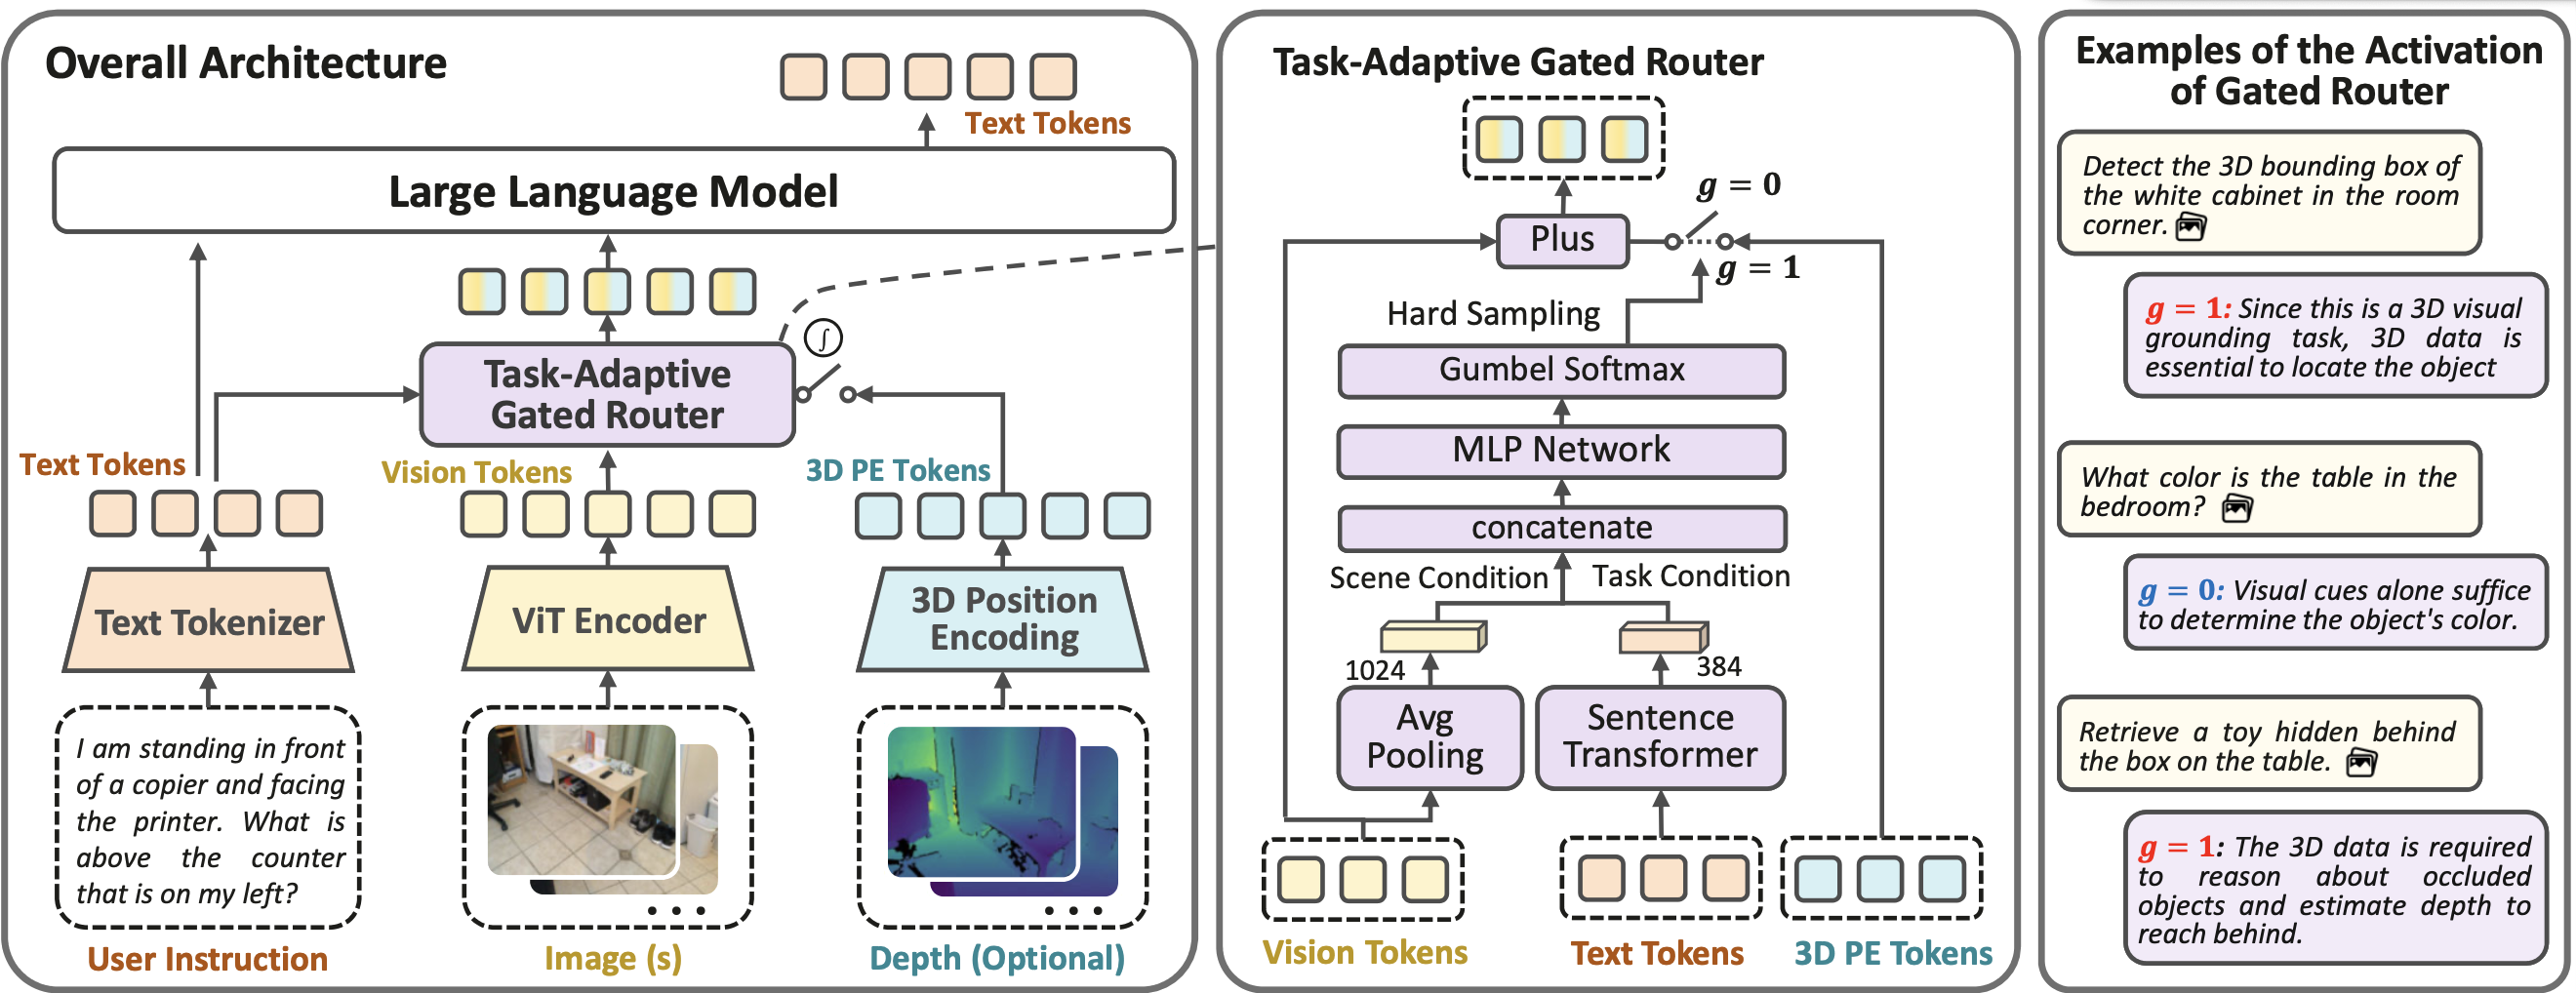 Overall Architecture
Text Tokens
Large Language Model
Task-Adaptive
Gated Router
Text Tokens
Vision Tokens
3D PE Tokens
Text Tokenizer
ViT Encoder
3D Position
Encoding
I am standing in front
of a copier and facing
the printer. What is
above the counter
that is on my left?
User Instruction
Image (s)
Depth (Optional)
Task-Adaptive Gated Router
g = 0
Plus
g = 1
Hard Sampling
Gumbel Softmax
MLP Network
concatenate
Scene Condition
Task Condition
1024
384
Avg
Pooling
Sentence
Transformer
Vision Tokens
Text Tokens
3D PE Tokens
Examples of the Activation
of Gated Router
Detect the 3D bounding box of
the white cabinet in the room
corner.
g = 1: Since this is a 3D visual
grounding task, 3D data is
essential to locate the object
What color is the table in the
bedroom?
g = 0: Visual cues alone suffice
to determine the object's color.
Retrieve a toy hidden behind
the box on the table.
g = 1: The 3D data is required
to reason about occluded
objects and estimate depth to
reach behind.